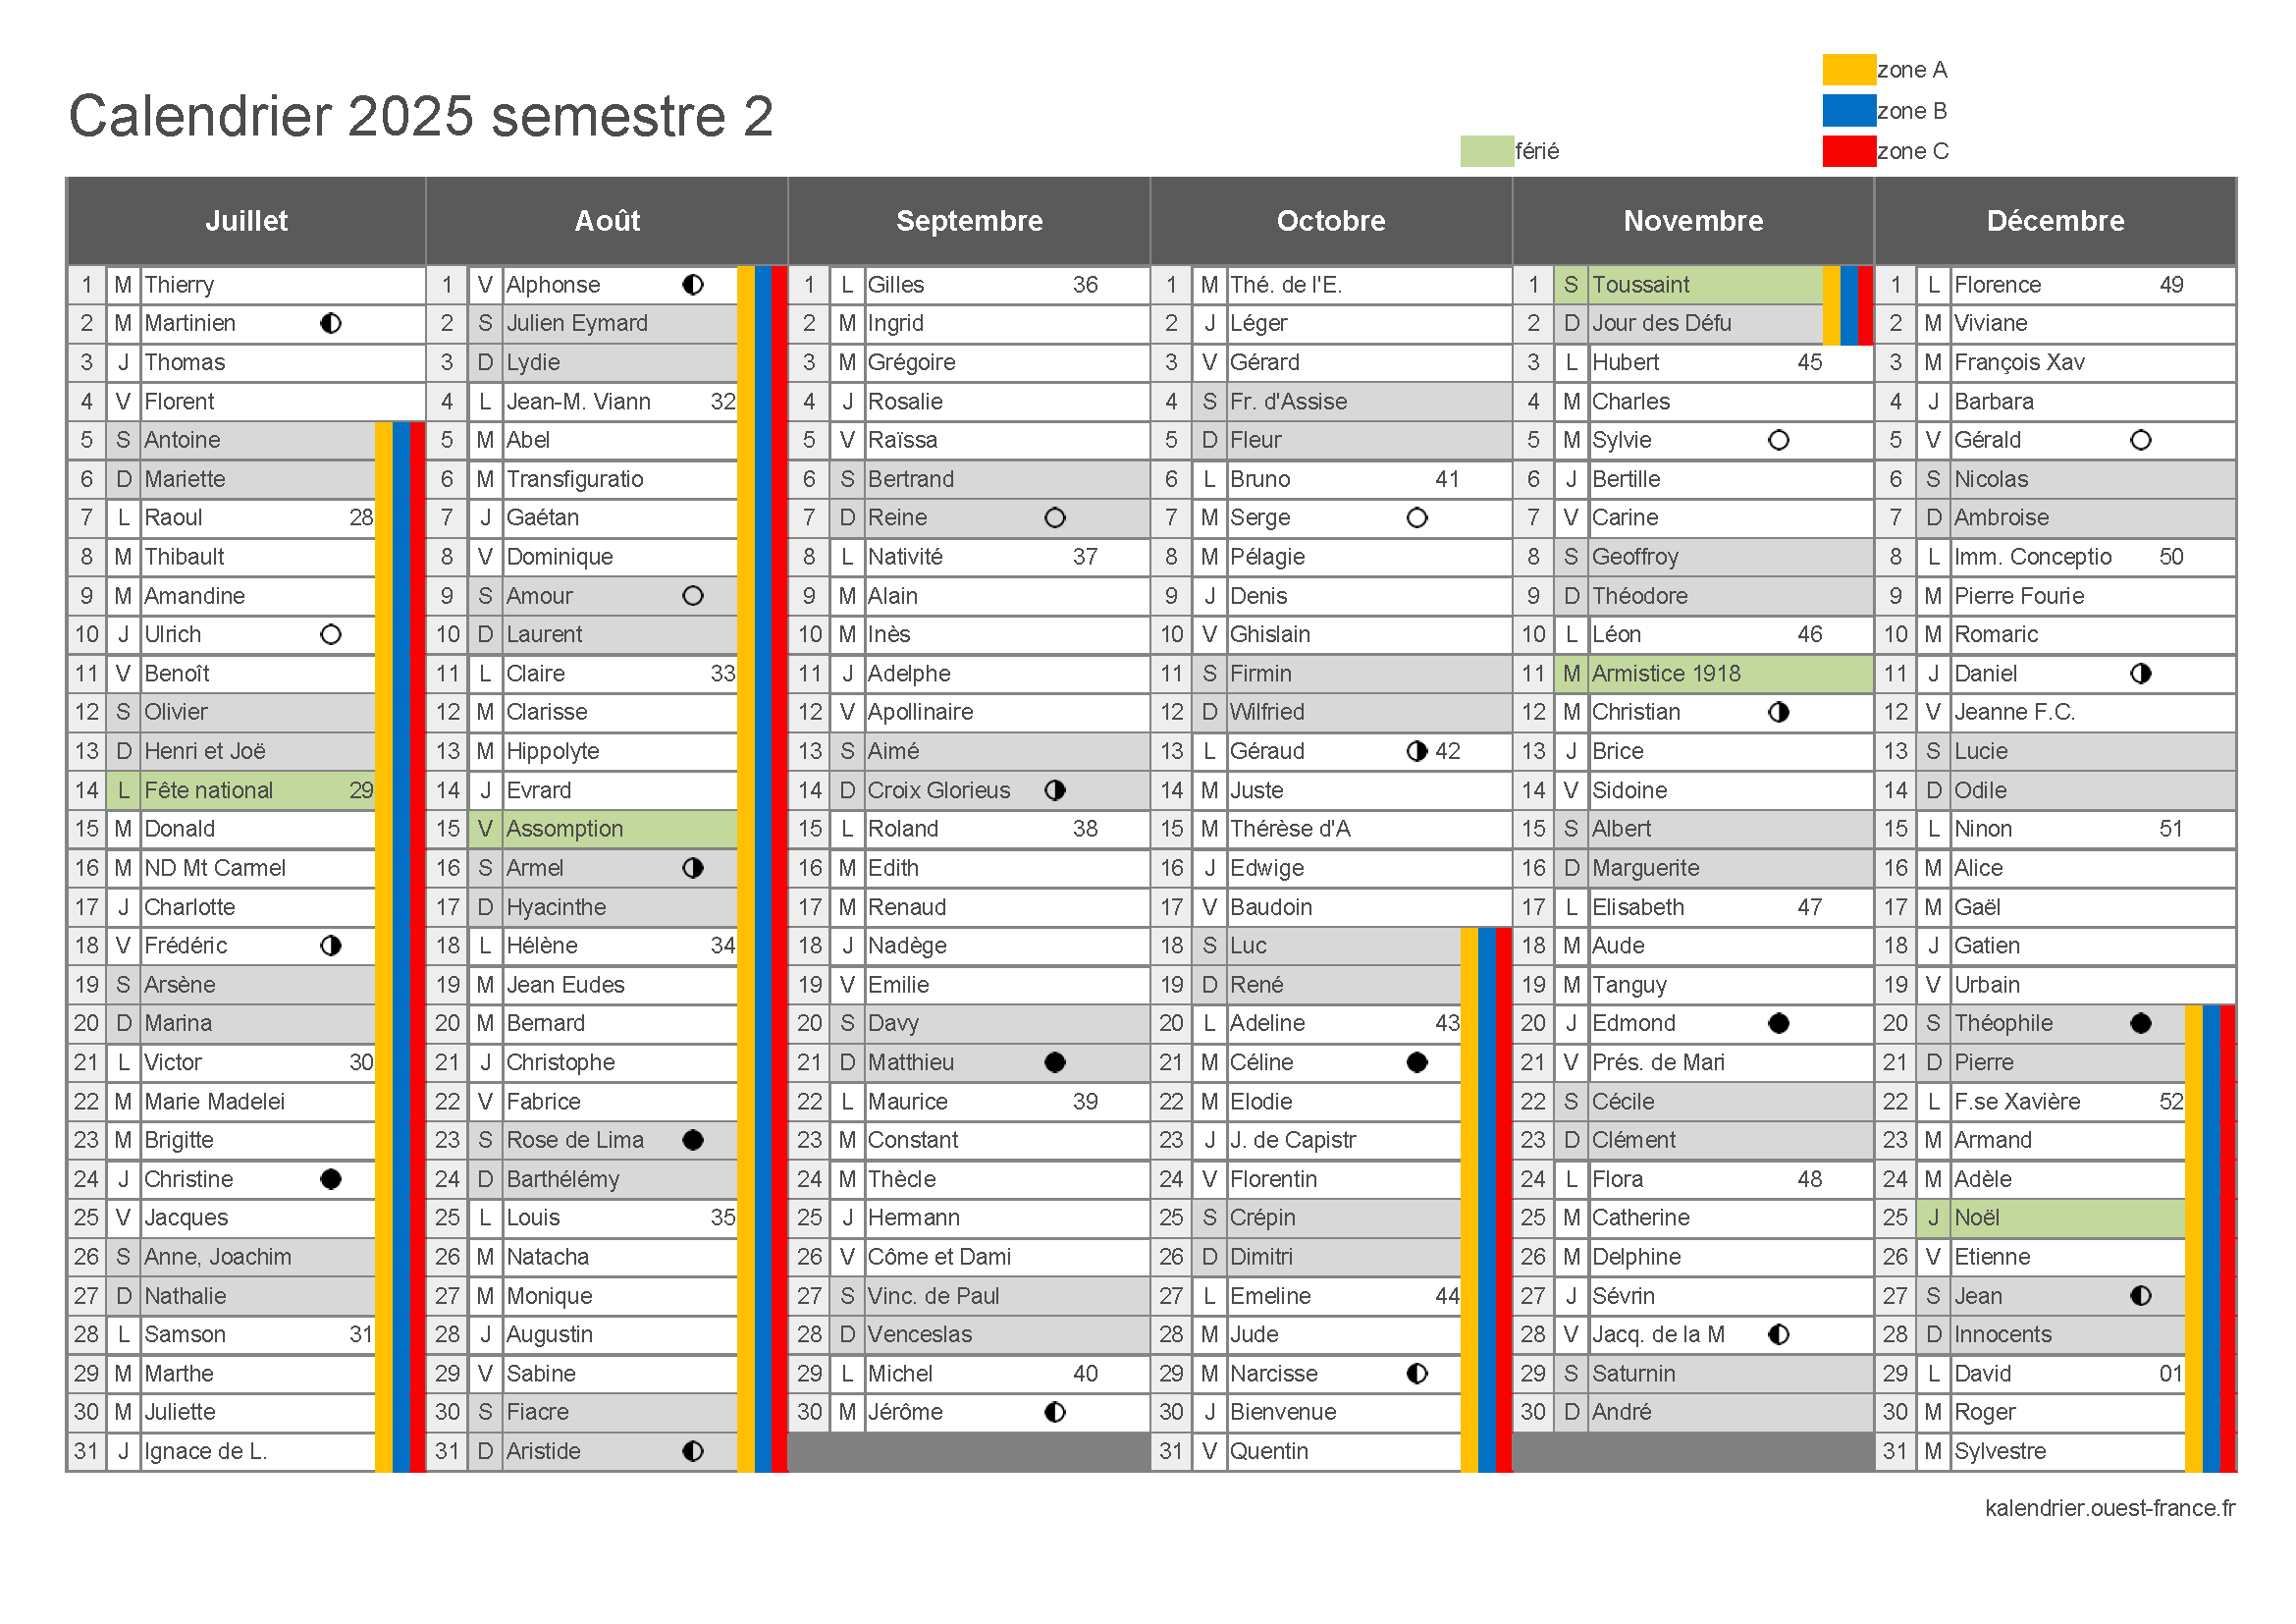 zone A
Calendrier 2025 semestre 2
zone B
férié
zone C
Juillet Août Septembre Octobre Novembre Décembre
1 M Thierry 1 V Alphonse 1 L Gilles 36 1 M Thé. de l'E. 1 S Toussaint 1 L Florence 49
2 M Martinien 2 S Julien Eymard 2 M Ingrid 2 J Léger 2 D Jour des Défu 2 M Viviane
3 J Thomas 3 D Lydie 3 M Grégoire 3 V Gérard 3 L Hubert 45 3 M François Xav
4 V Florent 4 L Jean-M. Viann 32 4 J Rosalie 4 S Fr. d'Assise 4 M Charles 4 J Barbara
5 S Antoine 5 M Abel 5 V Raïssa 5 D Fleur 5 M Sylvie 5 V Gérald
6 D Mariette 6 M Transfiguratio 6 S Bertrand 6 L Bruno 41 6 J Bertille 6 S Nicolas
7 L Raoul 28 7 J Gaétan 7 D Reine 7 M Serge 7 V Carine 7 D Ambroise
8 M Thibault 8 V Dominique 8 L Nativité 37 8 M Pélagie 8 S Geoffroy 8 L Imm. Conceptio 50
9 M Amandine 9 S Amour 9 M Alain 9 J Denis 9 D Théodore 9 M Pierre Fourie
10 J Ulrich 10 D Laurent 10 M Inès 10 V Ghislain 10 L Léon 46 10 M Romaric
11 V Benoît 11 L Claire 33 11 J Adelphe 11 S Firmin 11 M Armistice 1918 11 J Daniel
12 S Olivier 12 M Clarisse 12 V Apollinaire 12 D Wilfried 12 M Christian 12 V Jeanne F.C.
13 D Henri et Joë 13 M Hippolyte 13 S Aimé 13 L Géraud 42 13 J Brice 13 S Lucie
14 L Fête national 29 14 J Evrard 14 D Croix Glorieus 14 M Juste 14 V Sidoine 14 D Odile
15 M Donald 15 V Assomption 15 L Roland 38 15 M Thérèse d'A 15 S Albert 15 L Ninon 51
16 M ND Mt Carmel 16 S Armel 16 M Edith 16 J Edwige 16 D Marguerite 16 M Alice
17 J Charlotte 17 D Hyacinthe 17 M Renaud 17 V Baudoin 17 L Elisabeth 47 17 M Gaël
18 V Frédéric 18 L Hélène 34 18 J Nadège 18 S Luc 18 M Aude 18 J Gatien
19 S Arsène 19 M Jean Eudes 19 V Emilie 19 D René 19 M Tanguy 19 V Urbain
20 D Marina 20 M Bernard 20 S Davy 20 L Adeline 43 20 J Edmond 20 S Théophile
21 L Victor 30 21 J Christophe 21 D Matthieu 21 M Céline 21 V Prés. de Mari 21 D Pierre
22 M Marie Madelei 22 V Fabrice 22 L Maurice 39 22 M Elodie 22 S Cécile 22 L F.se Xavière 52
23 M Brigitte 23 S Rose de Lima 23 M Constant 23 J J. de Capistr 23 D Clément 23 M Armand
24 J Christine 24 D Barthélémy 24 M Thècle 24 V Florentin 24 L Flora 48 24 M Adèle
25 V Jacques 25 L Louis 35 25 J Hermann 25 S Crépin 25 M Catherine 25 J Noël
26 S Anne, Joachim 26 M Natacha 26 V Côme et Dami 26 D Dimitri 26 M Delphine 26 V Etienne
27 D Nathalie 27 M Monique 27 S Vinc. de Paul 27 L Emeline 44 27 J Sévrin 27 S Jean
28 L Samson 31 28 J Augustin 28 D Venceslas 28 M Jude 28 V Jacq. de la M 28 D Innocents
29 M Marthe 29 V Sabine 29 L Michel 40 29 M Narcisse 29 S Saturnin 29 L David 01
30 M Juliette 30 S Fiacre 30 M Jérôme 30 J Bienvenue 30 D André 30 M Roger
31 J Ignace de L. 31 D Aristide 31 V Quentin 31 M Sylvestre
kalendrier.ouest-france.fr